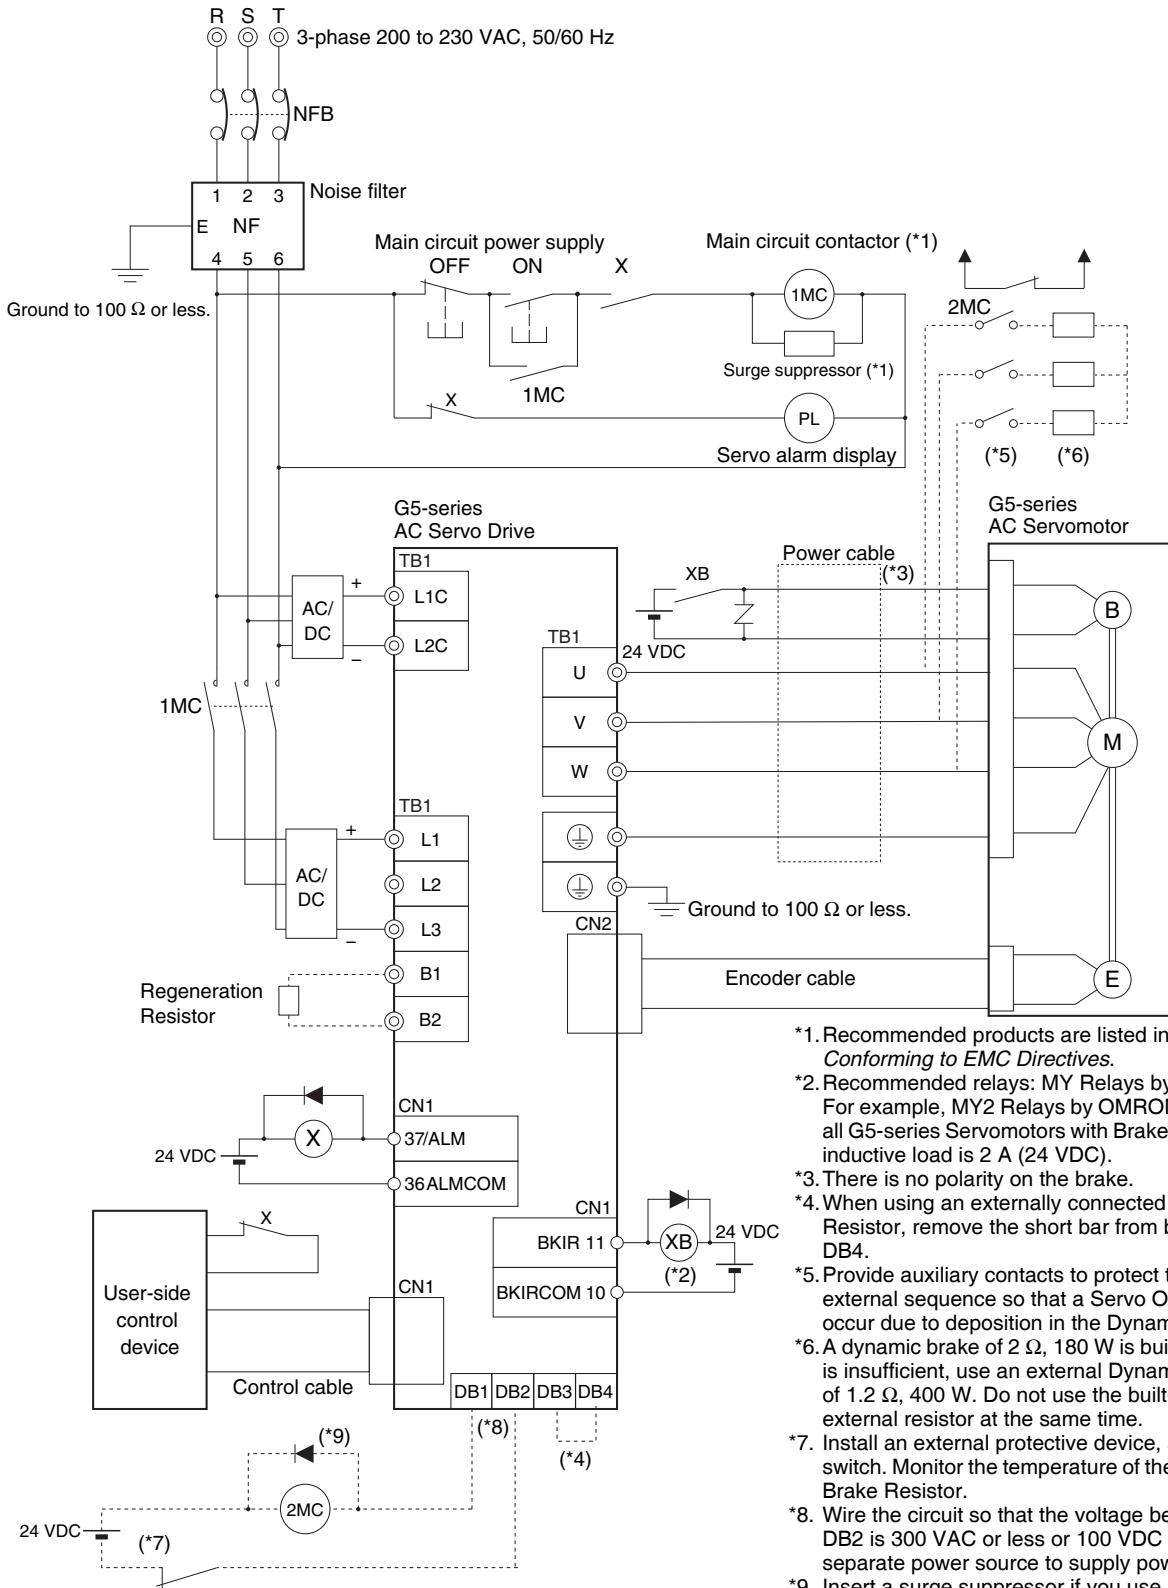 R S T
3-phase 200 to 230 VAC, 50/60 Hz
NFB
1 2 3
Noise filter
E NF
4 5 6
Ground to 100 Ω or less.
Main circuit power supply
OFF ON X
Main circuit contactor (*1)
1MC
Surge suppressor (*1)
1MC
X
PL
Servo alarm display
2MC
(*5) (*6)
G5-series
AC Servo Drive
G5-series
AC Servomotor
TB1
+
AC/
DC
L1C
–
L2C
1MC
XB
24 VDC
Power cable
(*3)
B
TB1
U
V
W
M
TB1
+
AC/
DC
L1
L2
–
L3
B1
B2
Regeneration
Resistor
Ground to 100 Ω or less.
CN2
Encoder cable
E
CN1
X
24 VDC
37/ALM
36 ALMCOM
X
User-side
control
device
CN1
Control cable
CN1
BKIR 11
BKIRCOM 10
XB
(*2)
24 VDC
DB1 DB2 DB3 DB4
(*8)
(*4)
(*9)
2MC
24 VDC
(*7)
*1. Recommended products are listed in
Conforming to EMC Directives.
*2. Recommended relays: MY Relays by
For example, MY2 Relays by OMRON
all G5-series Servomotors with Brake
inductive load is 2 A (24 VDC).
*3. There is no polarity on the brake.
*4. When using an externally connected
Resistor, remove the short bar from
DB4.
*5. Provide auxiliary contacts to protect
external sequence so that a Servo
occur due to deposition in the
*6. A dynamic brake of 2 Ω, 180 W is
is insufficient, use an external
of 1.2 Ω, 400 W. Do not use the
external resistor at the same time.
*7. Install an external protective device,
switch. Monitor the temperature of the
Brake Resistor.
*8. Wire the circuit so that the voltage
DB2 is 300 VAC or less or 100 VDC
separate power source to supply
*9. Insert a surge suppressor if you use